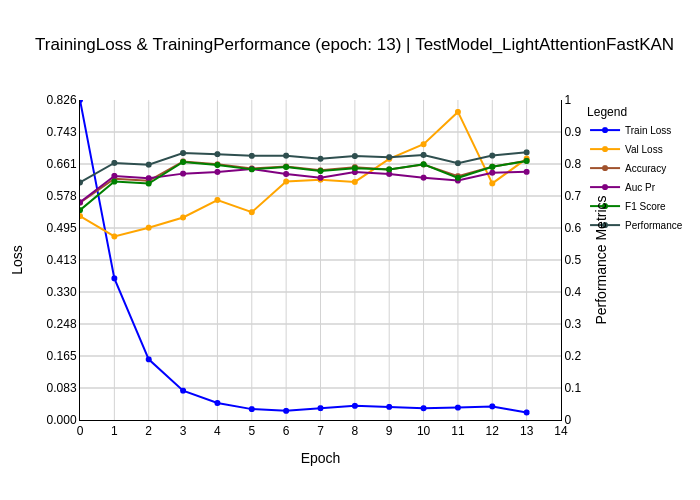 TrainingLoss & TrainingPerformance (epoch: 13) | TestModel_LightAttentionFastKAN
0.826
0.743
0.661
0.578
0.495
0.413
0.330
0.248
0.165
0.083
0.000
Loss
0 1 2 3 4 5 6 7 8 9 10 11 12 13 14
Epoch
1
0.9
0.8
0.7
0.6
0.5
0.4
0.3
0.2
0.1
0
Performance Metrics
Legend
Train Loss
Val Loss
Accuracy
Auc Pr
F1 Score
Performance